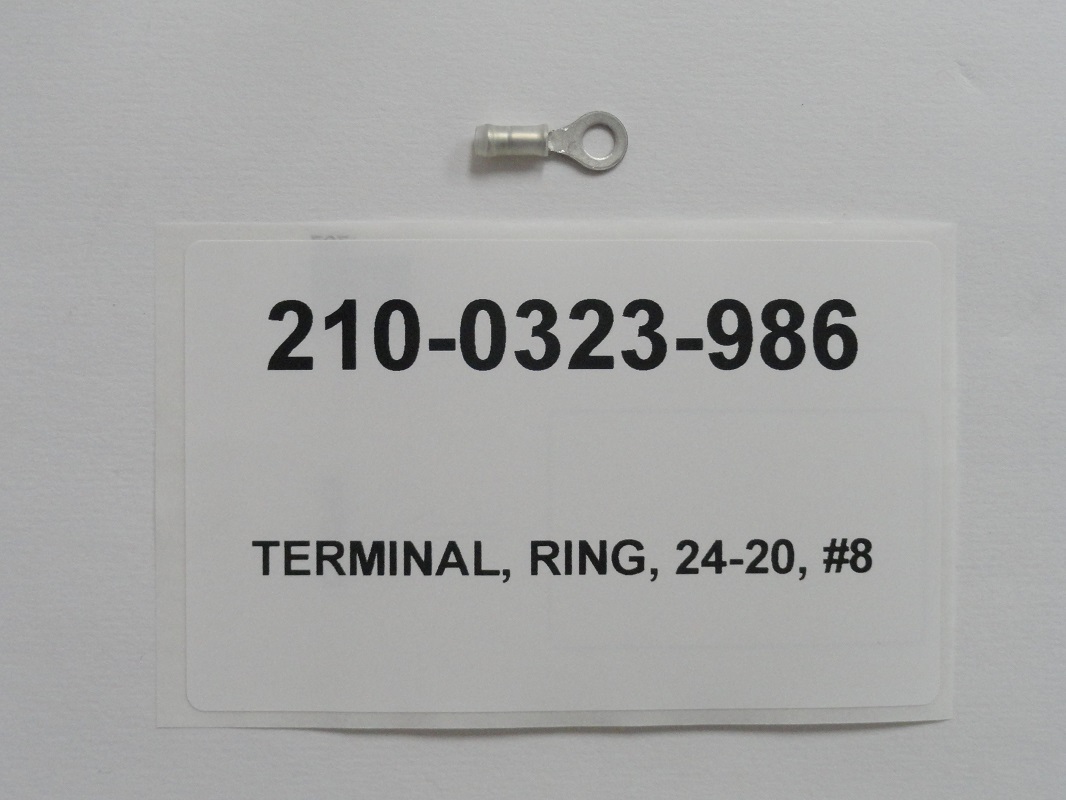 210-0323-986
TERMINAL, RING, 24-20, #8